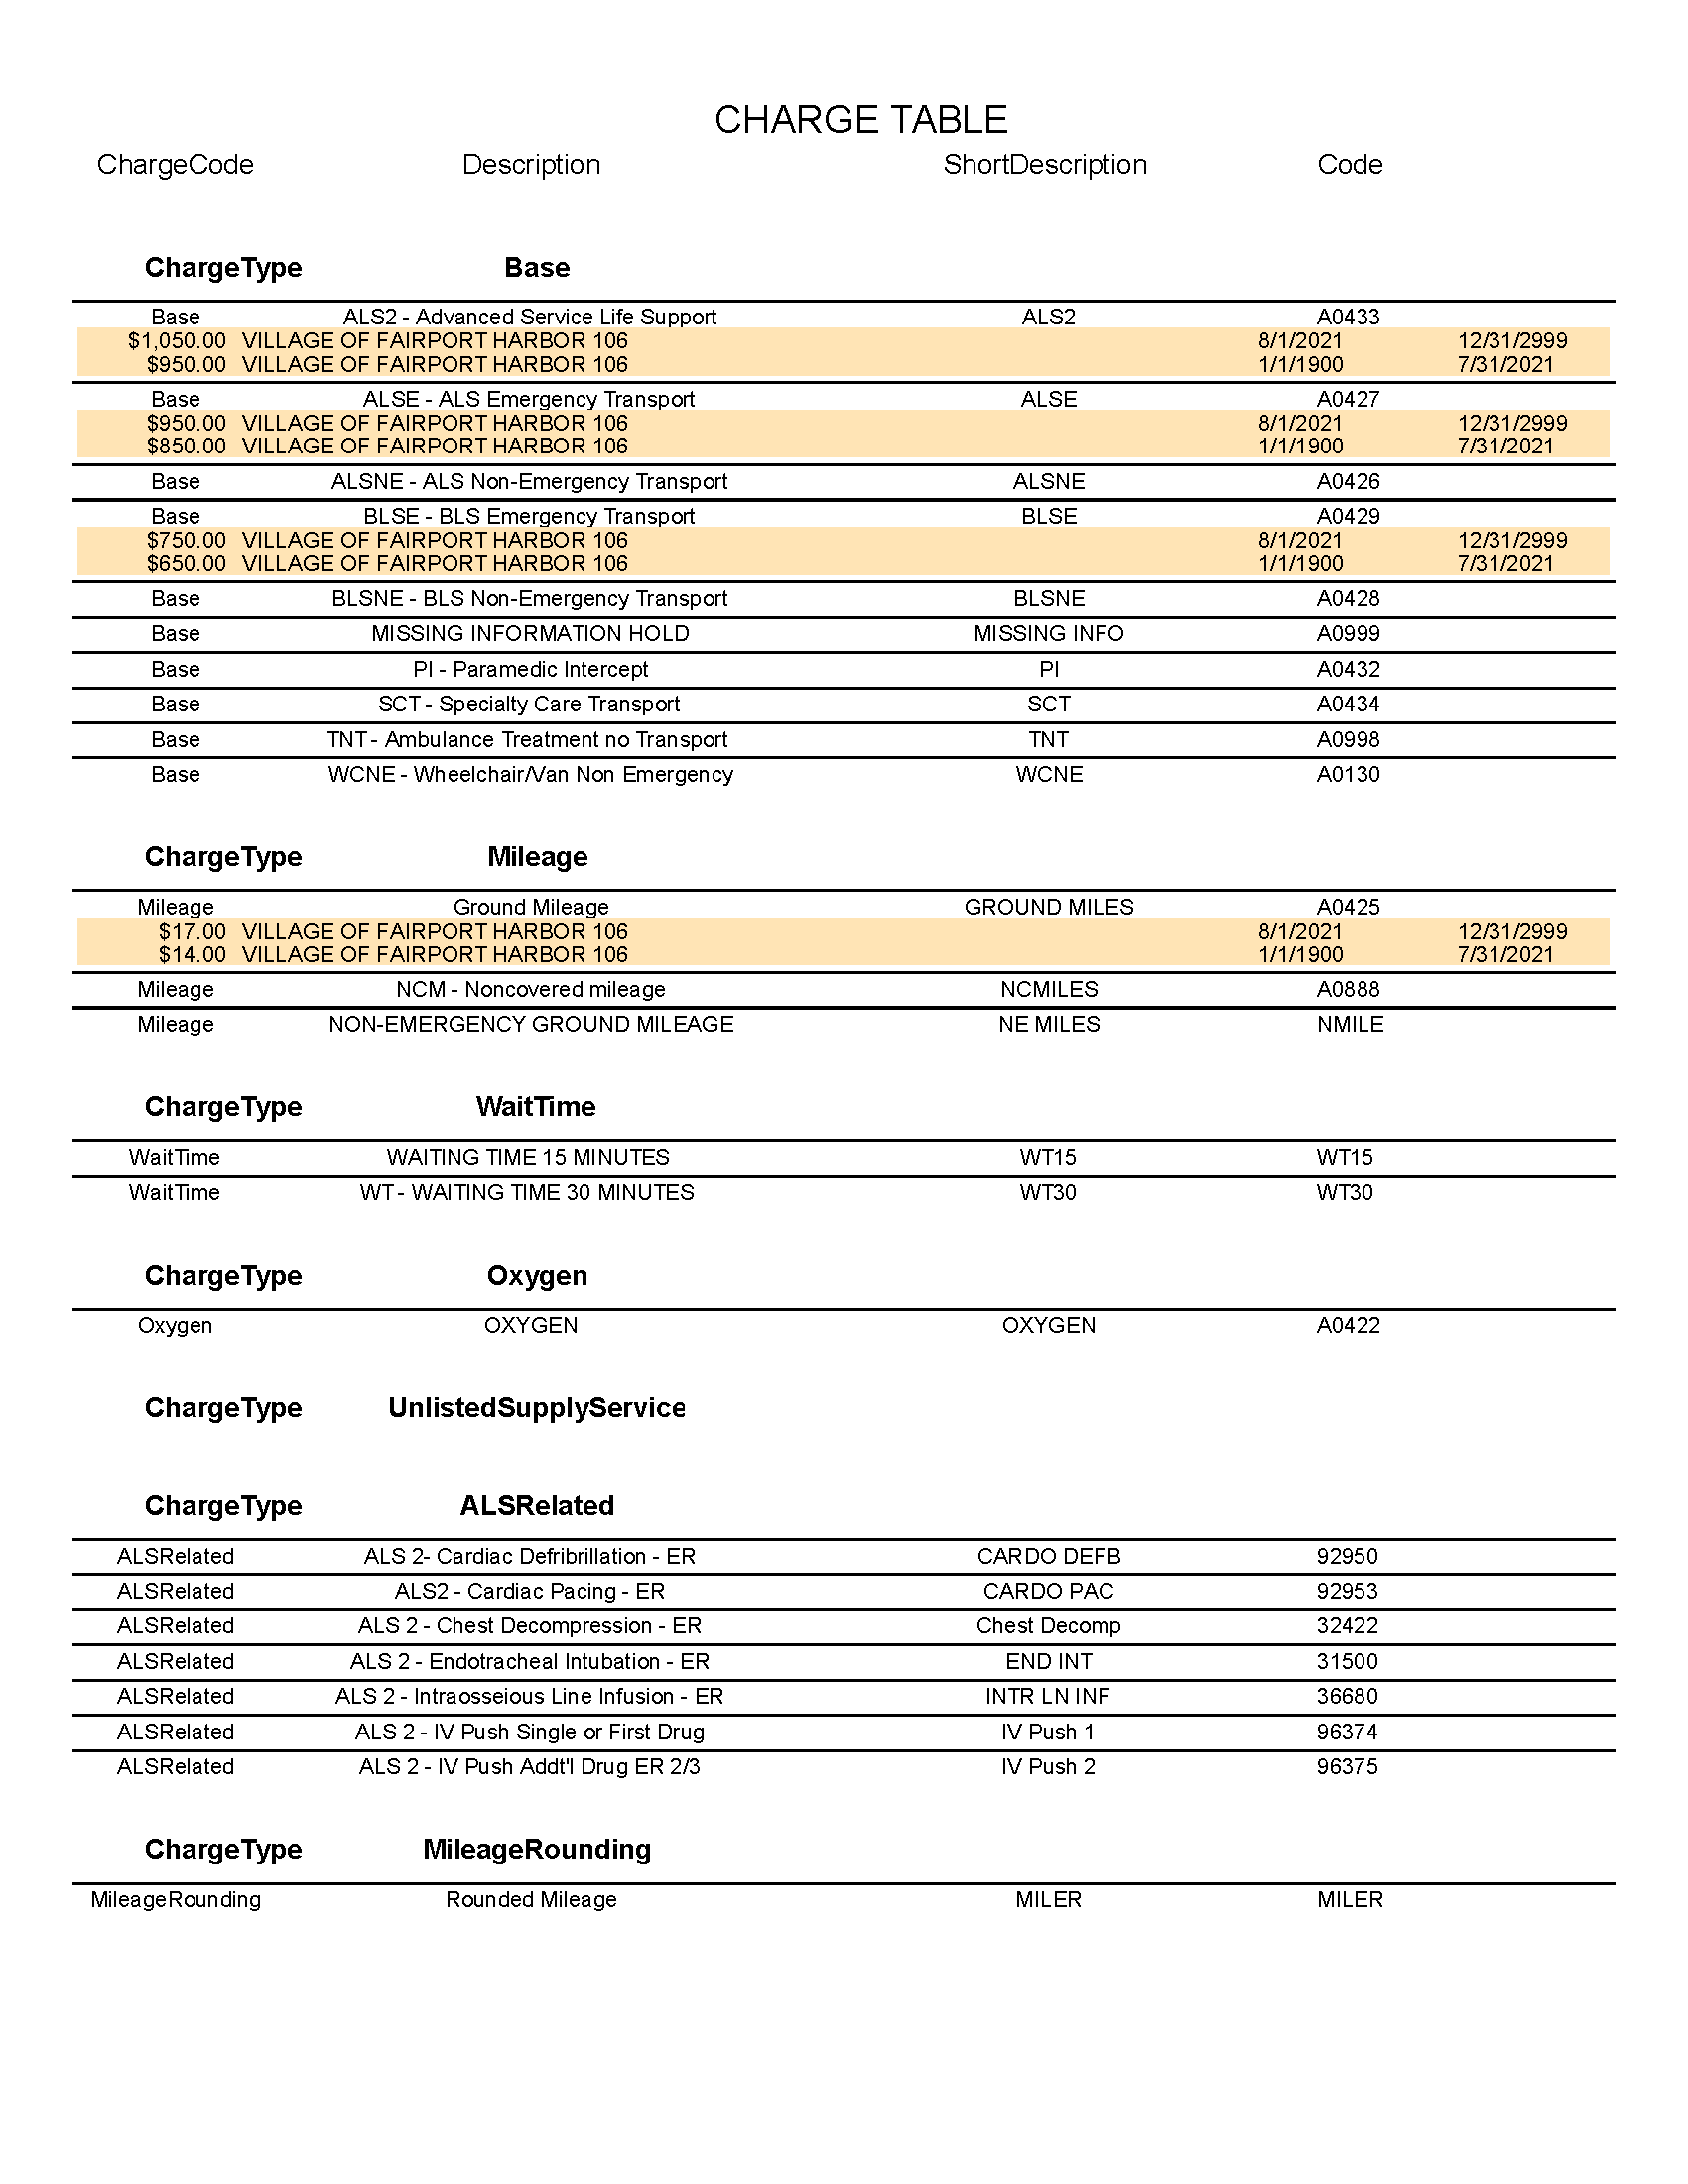 CHARGE TABLE
ChargeCode Description ShortDescription Code
ChargeType Base
Base ALS2 - Advanced Service Life Support ALS2 A0433
$1,050.00 VILLAGE OF FAIRPORT HARBOR 106 8/1/2021 12/31/2999
$950.00 VILLAGE OF FAIRPORT HARBOR 106 1/1/1900 7/31/2021
Base ALSE - ALS Emergency Transport ALSE A0427
$950.00 VILLAGE OF FAIRPORT HARBOR 106 8/1/2021 12/31/2999
$850.00 VILLAGE OF FAIRPORT HARBOR 106 1/1/1900 7/31/2021
Base ALSNE - ALS Non-Emergency Transport ALSNE A0426
Base BLSE - BLS Emergency Transport BLSE A0429
$750.00 VILLAGE OF FAIRPORT HARBOR 106 8/1/2021 12/31/2999
$650.00 VILLAGE OF FAIRPORT HARBOR 106 1/1/1900 7/31/2021
Base BLSNE - BLS Non-Emergency Transport BLSNE A0428
Base MISSING INFORMATION HOLD MISSING INFO A0999
Base PI - Paramedic Intercept PI A0432
Base SCT - Specialty Care Transport SCT A0434
Base TNT - Ambulance Treatment no Transport TNT A0998
Base WCNE - Wheelchair/Van Non Emergency WCNE A0130
ChargeType Mileage
Mileage Ground Mileage GROUND MILES A0425
$17.00 VILLAGE OF FAIRPORT HARBOR 106 8/1/2021 12/31/2999
$14.00 VILLAGE OF FAIRPORT HARBOR 106 1/1/1900 7/31/2021
Mileage NCM - Noncovered mileage NCMILES A0888
Mileage NON-EMERGENCY GROUND MILEAGE NE MILES NMILE
ChargeType WaitTime
WaitTime WAITING TIME 15 MINUTES WT15 WT15
WaitTime WT - WAITING TIME 30 MINUTES WT30 WT30
ChargeType Oxygen
Oxygen OXYGEN OXYGEN A0422
ChargeType UnlistedSupplyService
ChargeType ALSRelated
ALSRelated ALS 2- Cardiac Defribrillation - ER CARDO DEFB 92950
ALSRelated ALS2 - Cardiac Pacing - ER CARDO PAC 92953
ALSRelated ALS 2 - Chest Decompression - ER Chest Decomp 32422
ALSRelated ALS 2 - Endotracheal Intubation - ER END INT 31500
ALSRelated ALS 2 - Intraosseious Line Infusion - ER INTR LN INF 36680
ALSRelated ALS 2 - IV Push Single or First Drug IV Push 1 96374
ALSRelated ALS 2 - IV Push Addt'l Drug ER 2/3 IV Push 2 96375
ChargeType MileageRounding
MileageRounding Rounded Mileage MILER MILER